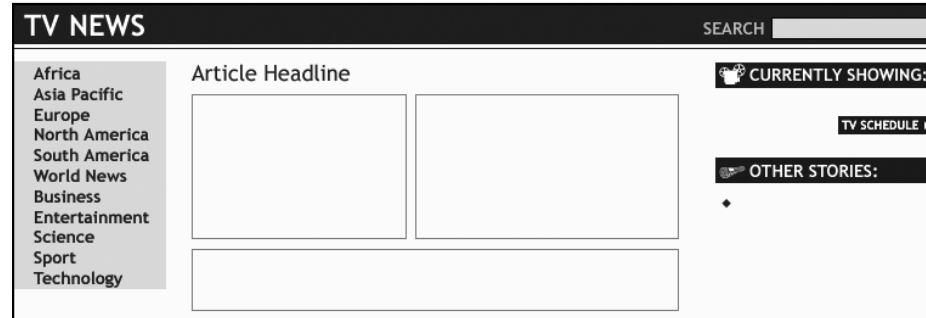 TV NEWS
SEARCH
Africa
Asia Pacific
Europe
North America
South America
World News
Business
Entertainment
Science
Sport
Technology
Article Headline
CURRENTLY SHOWING:
TV SCHEDULE
OTHER STORIES: